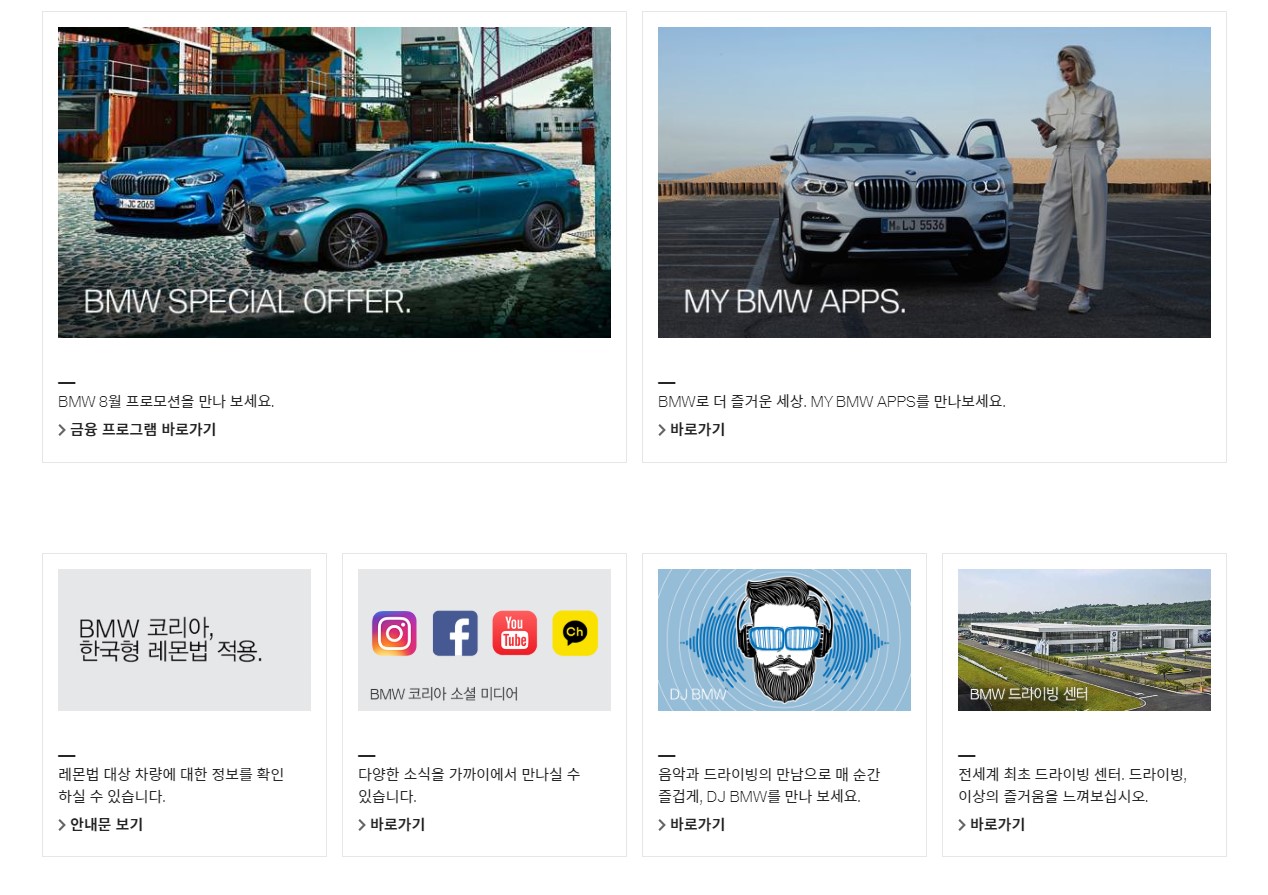 M JC 2065
BMW SPECIAL OFFER.
BMW 8월 프로모션을 만나 보세요.
금융 프로그램 바로가기
M LJ 5536
MY BMW APPS.
BMW로 더 즐거운 세상. MY BMW APPS를 만나보세요.
바로가기
BMW 코리아,
한국형 레몬법 적용.
레몬법 대상 차량에 대한 정보를 확인
하실 수 있습니다.
안내문 보기
You
Tube
Ch
BMW 코리아 소셜 미디어
다양한 소식을 가까이에서 만나실 수
있습니다.
바로가기
DJ BMW
음악과 드라이빙의 만남으로 매 순간
즐겁게, DJ BMW를 만나 보세요.
바로가기
BMW 드라이빙 센터
전세계 최초 드라이빙 센터. 드라이빙,
이상의 즐거움을 느껴보십시오.
바로가기